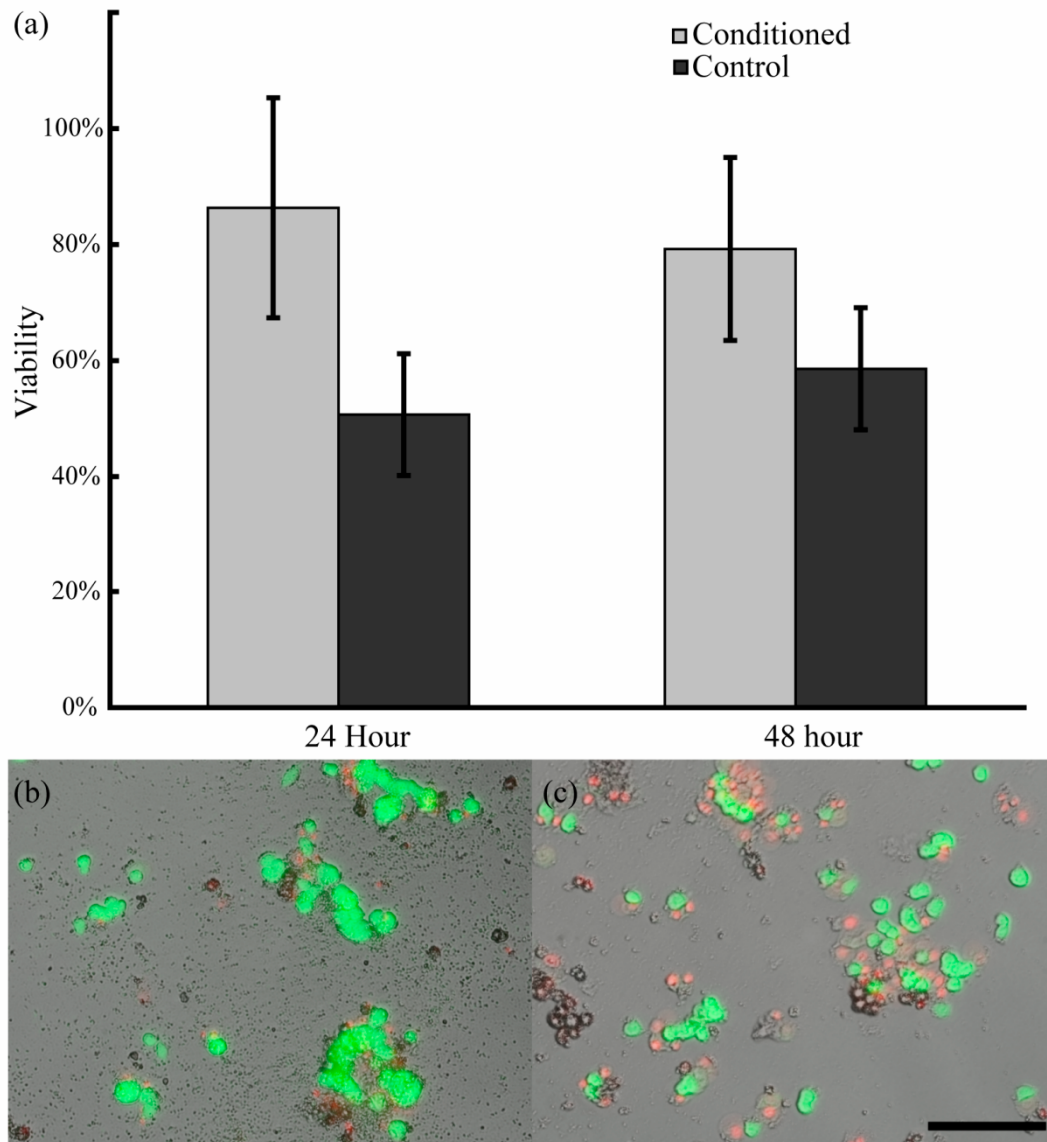 (a)
Conditioned
Control
100%
80%
60%
40%
20%
0%
Viability
24 Hour
48 hour
(b)
(c)